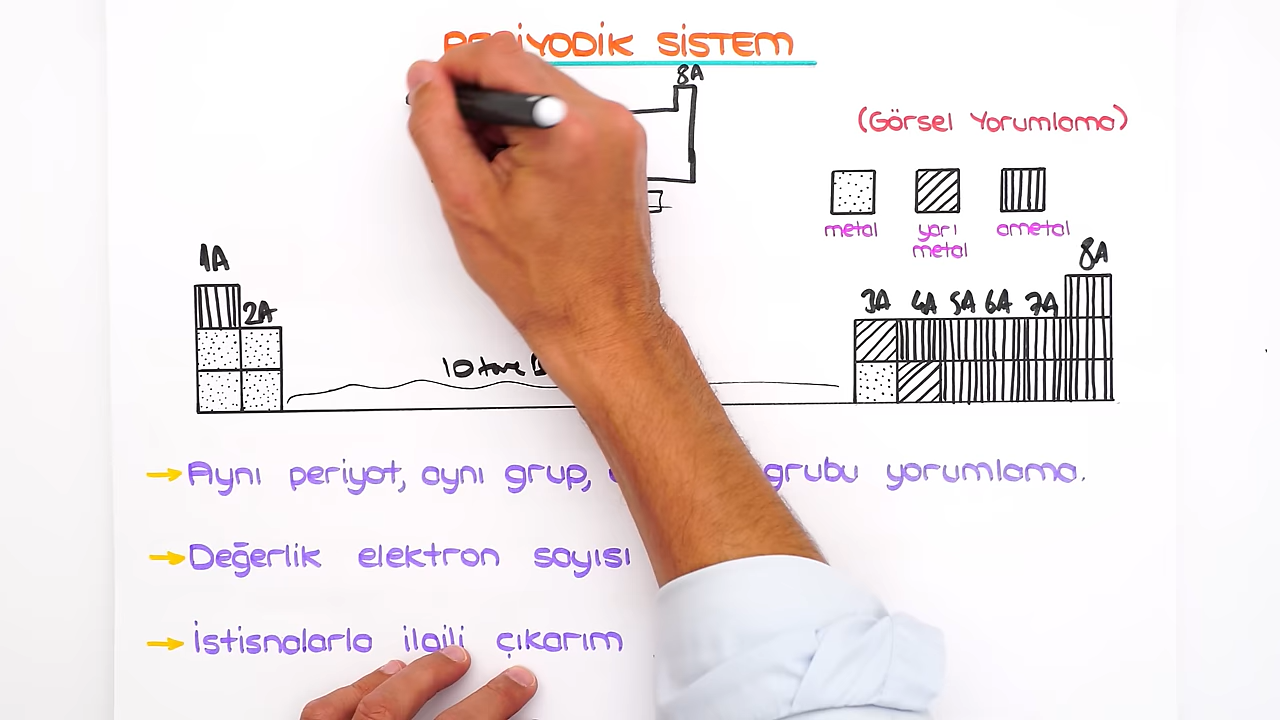 PERİYODİK SİSTEM
8A
(Görsel Yorumlama)
metal
yarı metal
ametal
1A
2A
10 tane
3A 4A 5A 6A 7A 8A
→ Aynı periyot, aynı grup, grubu yorumlama.
→ Değerlik elektron sayısı
→ İstisnalarla ilgili çıkarım